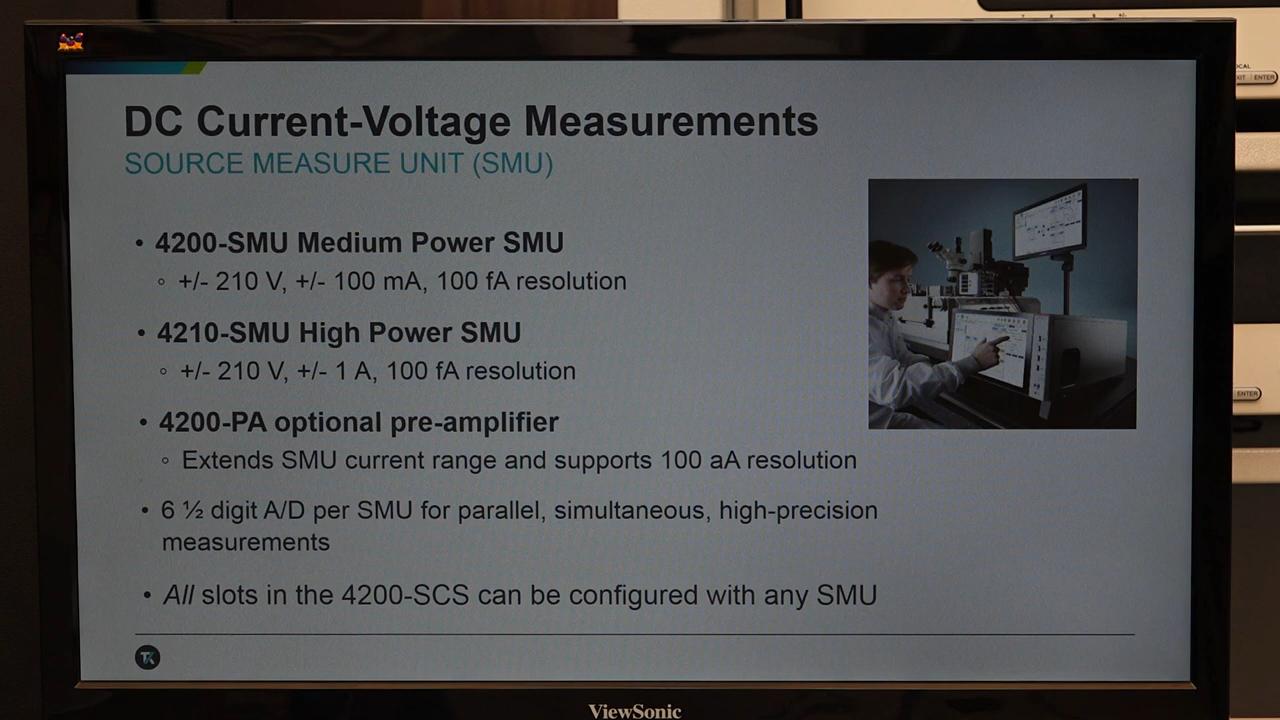 DC Current-Voltage Measurements
SOURCE MEASURE UNIT (SMU)
• 4200-SMU Medium Power SMU
◦ +/- 210 V, +/- 100 mA, 100 fA resolution
• 4210-SMU High Power SMU
◦ +/- 210 V, +/- 1 A, 100 fA resolution
• 4200-PA optional pre-amplifier
◦ Extends SMU current range and supports 100 aA resolution
• 6 ½ digit A/D per SMU for parallel, simultaneous, high-precision
measurements
• All slots in the 4200-SCS can be configured with any SMU
TK
ViewSonic
ENTER
ENTER